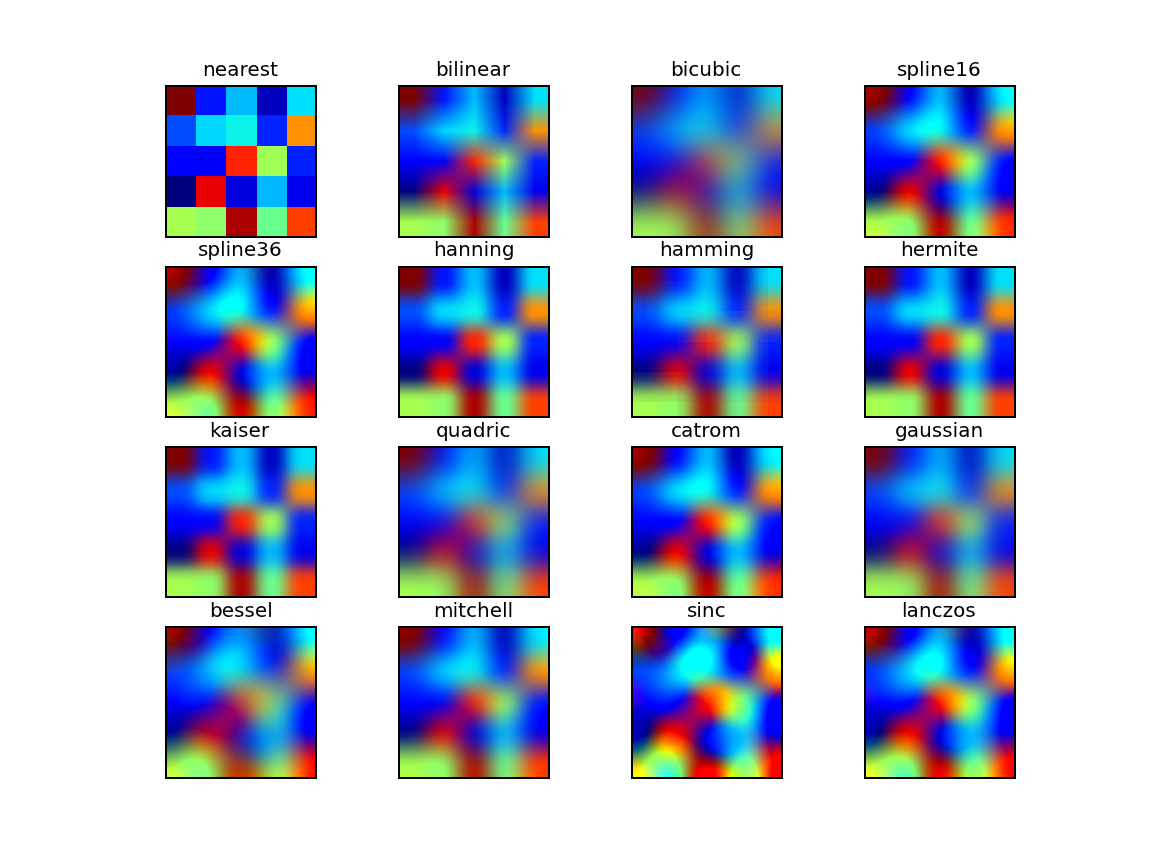 nearest bilinear bicubic spline16
spline36 hanning hamming hermite
kaiser quadric catrom gaussian
bessel mitchell sinc lanczos